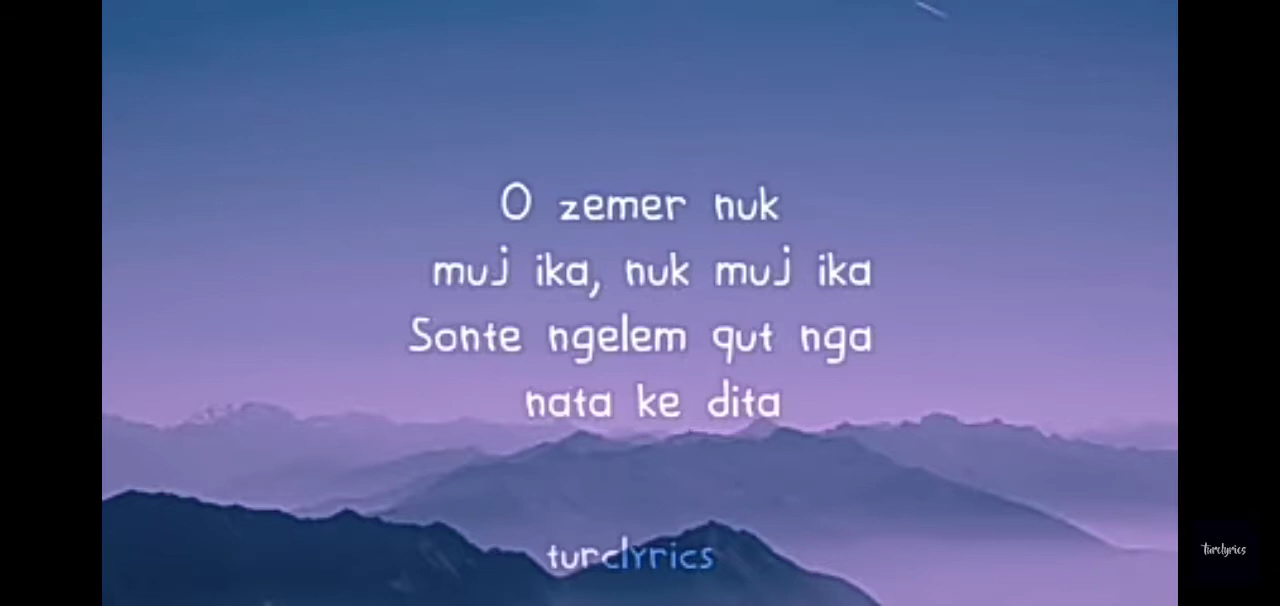 O zemer nuk
muj ika, nuk muj ika
Sonte ngelem qut nga
nata ke dita
turclyrics
turclyrics